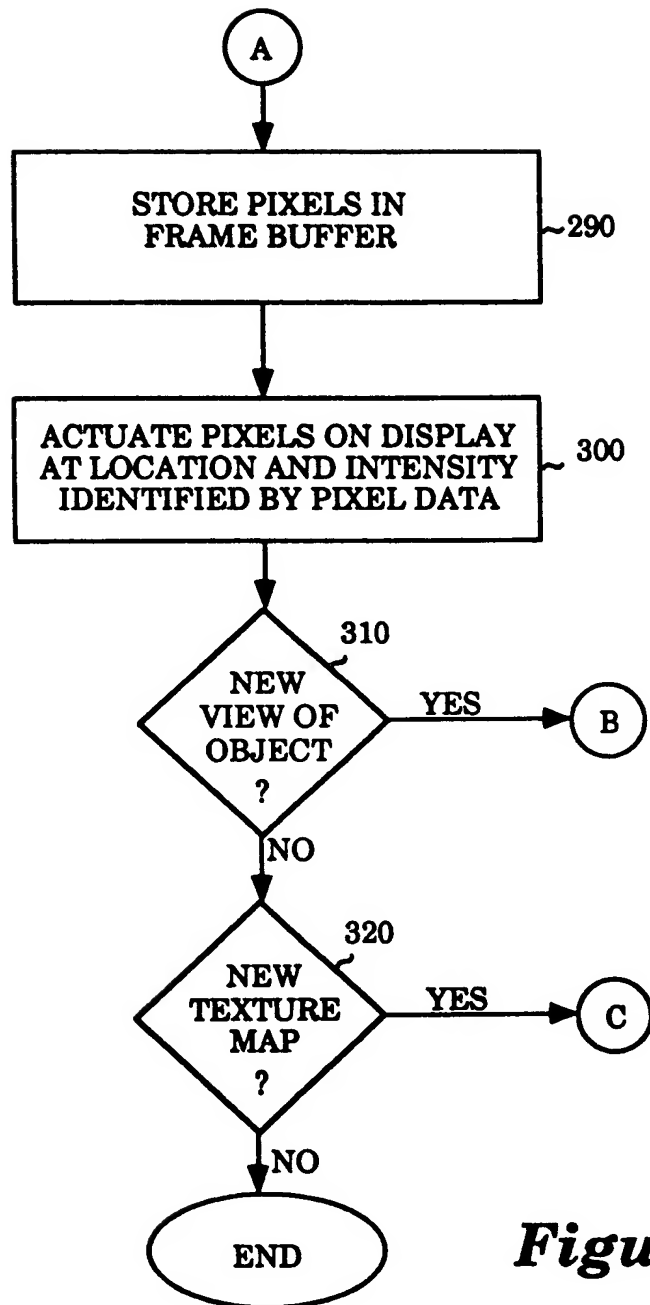 A
STORE PIXELS IN
FRAME BUFFER
~290
ACTUATE PIXELS ON DISPLAY
AT LOCATION AND INTENSITY
IDENTIFIED BY PIXEL DATA
300
310
NEW
VIEW OF
OBJECT
?
YES
B
NO
320
NEW
TEXTURE
MAP
?
YES
C
NO
END
Figu